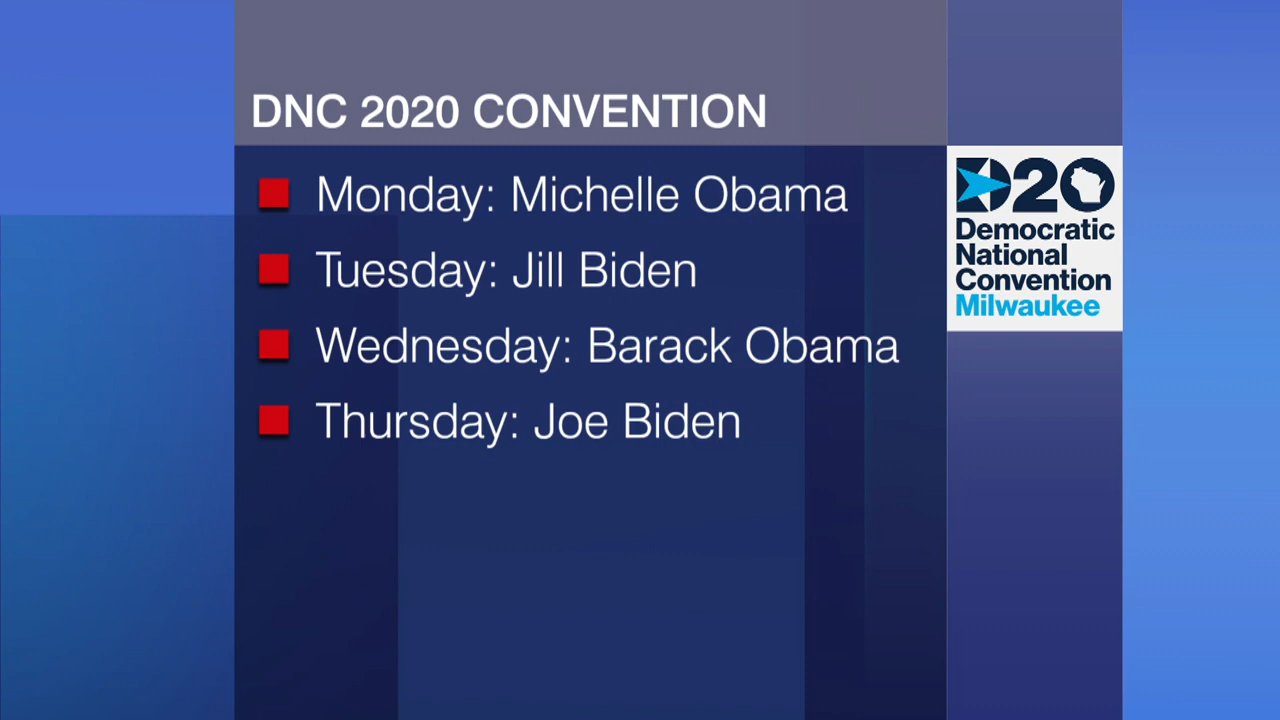 DNC 2020 CONVENTION
Monday: Michelle Obama
Tuesday: Jill Biden
Wednesday: Barack Obama
Thursday: Joe Biden
D20
Democratic
National
Convention
Milwaukee